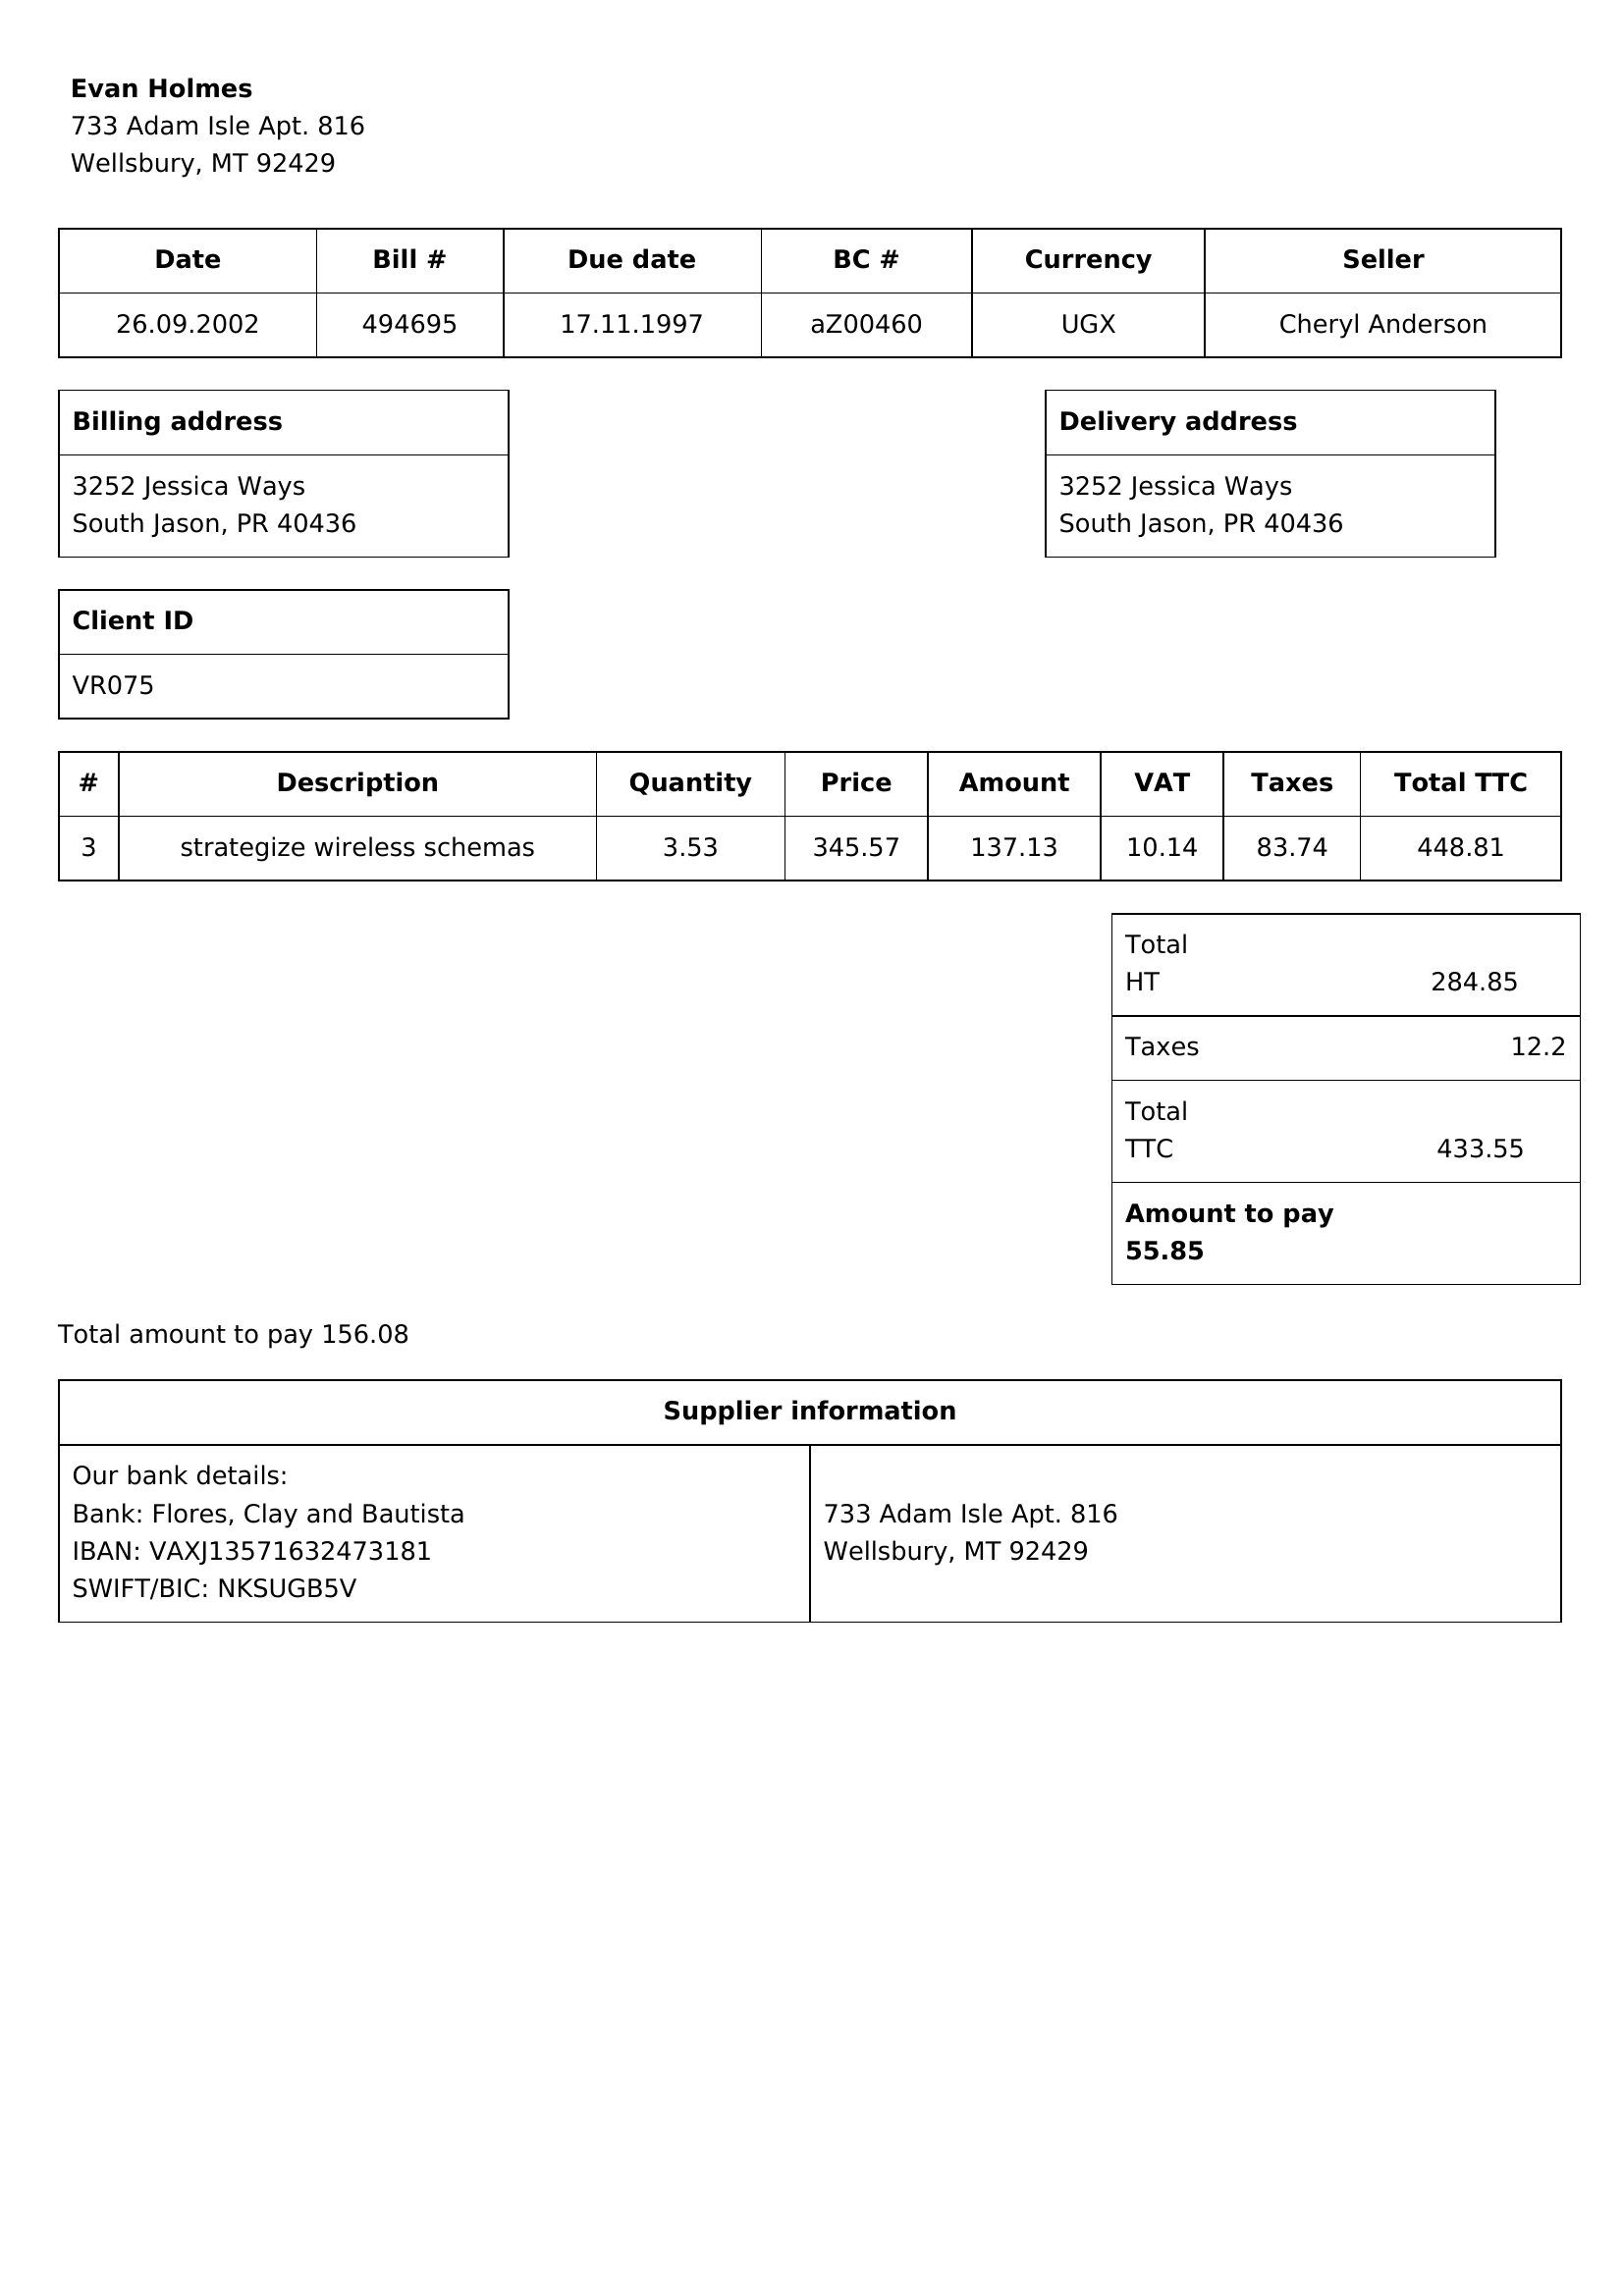 Evan Holmes
733 Adam Isle Apt. 816
Wellsbury, MT 92429
Date Bill # Due date BC # Currency Seller
26.09.2002 494695 17.11.1997 aZ00460 UGX Cheryl Anderson
Billing address
3252 Jessica Ways
South Jason, PR 40436
Delivery address
3252 Jessica Ways
South Jason, PR 40436
Client ID
VR075
# Description Quantity Price Amount VAT Taxes Total TTC
3 strategize wireless schemas 3.53 345.57 137.13 10.14 83.74 448.81
Total
HT 284.85
Taxes 12.2
Total
TTC 433.55
Amount to pay
55.85
Total amount to pay 156.08
Supplier information
Our bank details:
Bank: Flores, Clay and Bautista
IBAN: VAXJ13571632473181
SWIFT/BIC: NKSUGB5V
733 Adam Isle Apt. 816
Wellsbury, MT 92429